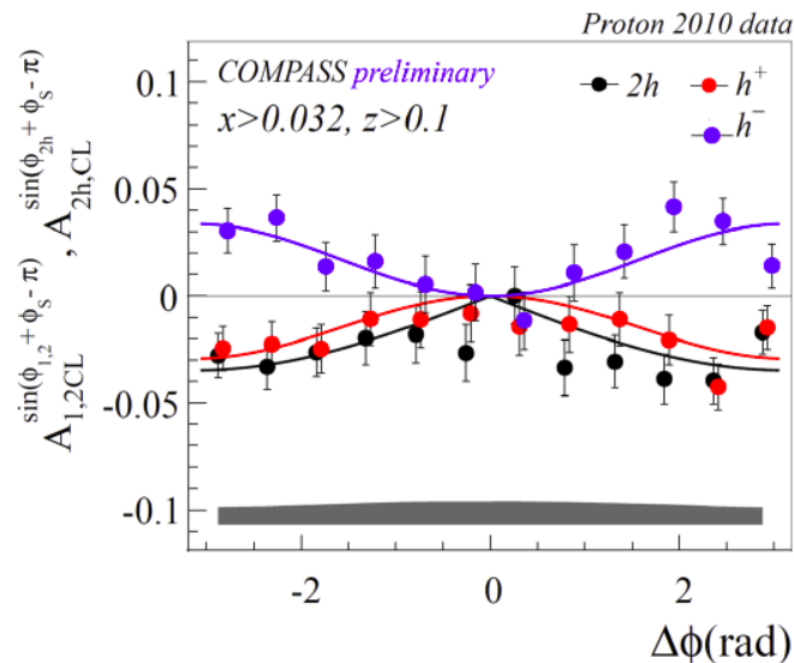 Proton 2010 data
COMPASS preliminary
x>0.032, z>0.1
2h
h⁺
h⁻
A_{1,2CL}^{sin(ϕ_{1,2} + ϕ_S - π)}, A_{2h,CL}^{sin(ϕ_{2h} + ϕ_S - π)}
0.1
0.05
0
-0.05
-0.1
-2 0 2
Δϕ(rad)